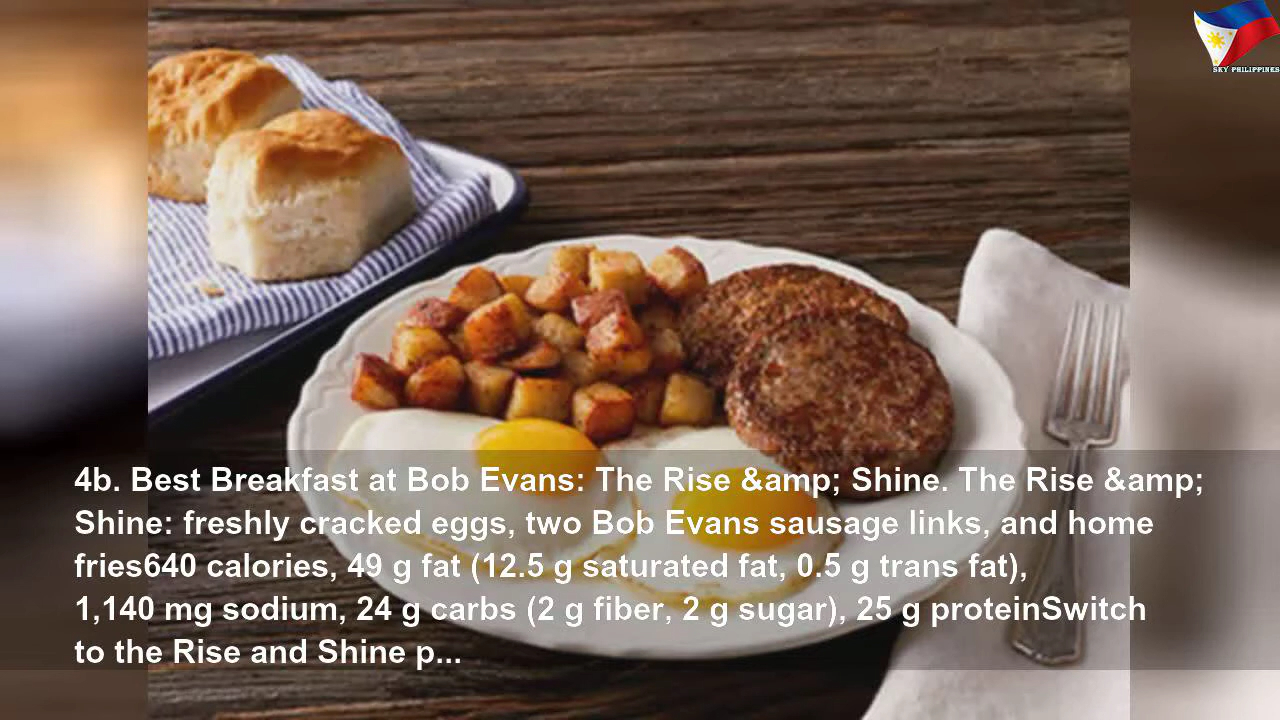 SKY PHILIPPINES
4b. Best Breakfast at Bob Evans: The Rise &amp; Shine. The Rise &amp;
Shine: freshly cracked eggs, two Bob Evans sausage links, and home
fries640 calories, 49 g fat (12.5 g saturated fat, 0.5 g trans fat),
1,140 mg sodium, 24 g carbs (2 g fiber, 2 g sugar), 25 g proteinSwitch
to the Rise and Shine p...